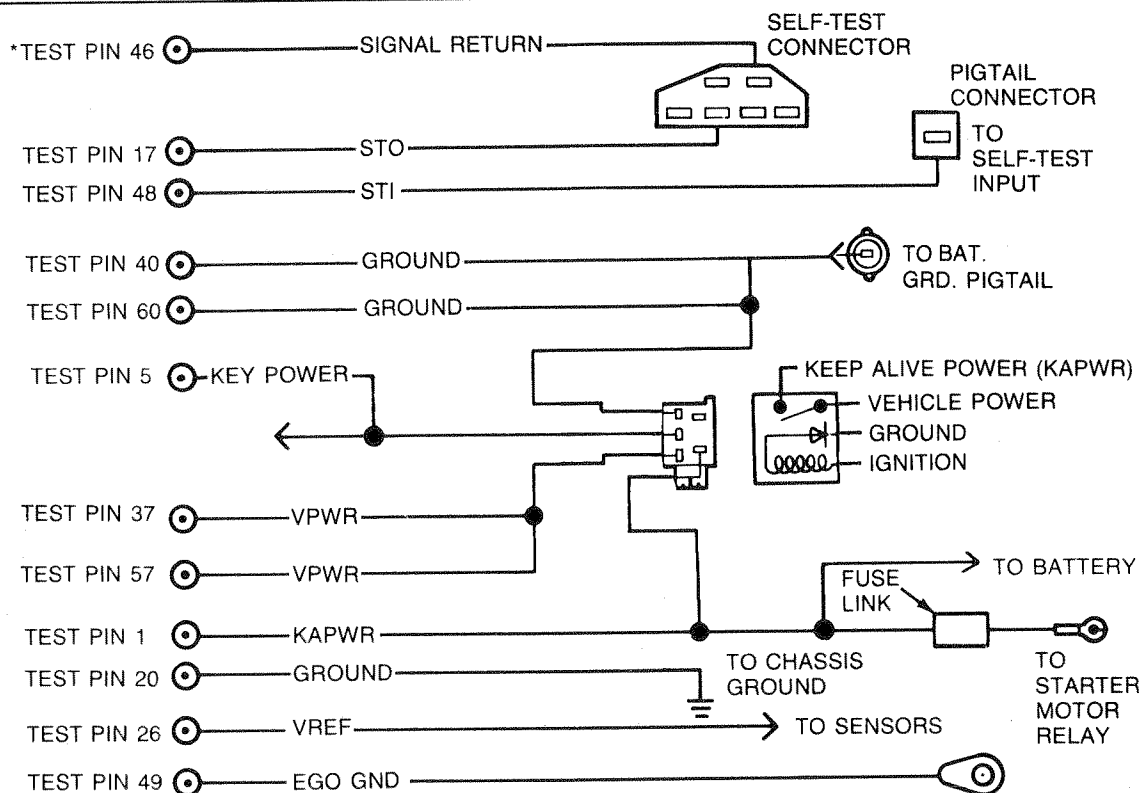 *TEST PIN 46
SIGNAL RETURN
SELF-TEST
CONNECTOR
PIGTAIL
CONNECTOR
TO
SELF-TEST
INPUT
TEST PIN 17
STO
TEST PIN 48
STI
TEST PIN 40
GROUND
TO BAT.
GRD. PIGTAIL
TEST PIN 60
GROUND
TEST PIN 5
KEY POWER
KEEP ALIVE POWER (KAPWR)
VEHICLE POWER
GROUND
IGNITION
TEST PIN 37
VPWR
TEST PIN 57
VPWR
TO BATTERY
FUSE
LINK
TEST PIN 1
KAPWR
TO CHASSIS
GROUND
TO
STARTER
MOTOR
RELAY
TEST PIN 20
GROUND
TEST PIN 26
VREF
TO SENSORS
TEST PIN 49
EGO GND